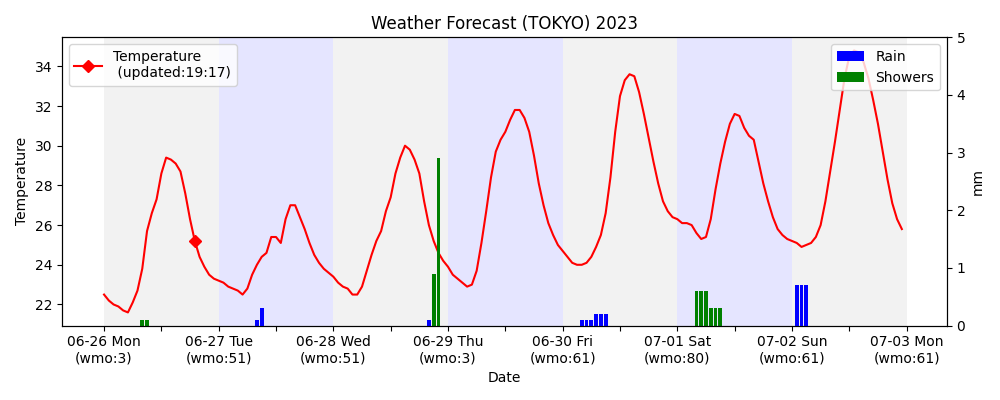 Weather Forecast (TOKYO) 2023
Temperature
(updated:19:17)
Rain
Showers
Temperature
34
32
30
28
26
24
22
5
4
3
2
1
0
mm
06-26 Mon
(wmo:3)
06-27 Tue
(wmo:51)
06-28 Wed
(wmo:51)
06-29 Thu
(wmo:3)
06-30 Fri
(wmo:61)
07-01 Sat
(wmo:80)
07-02 Sun
(wmo:61)
07-03 Mon
(wmo:61)
Date